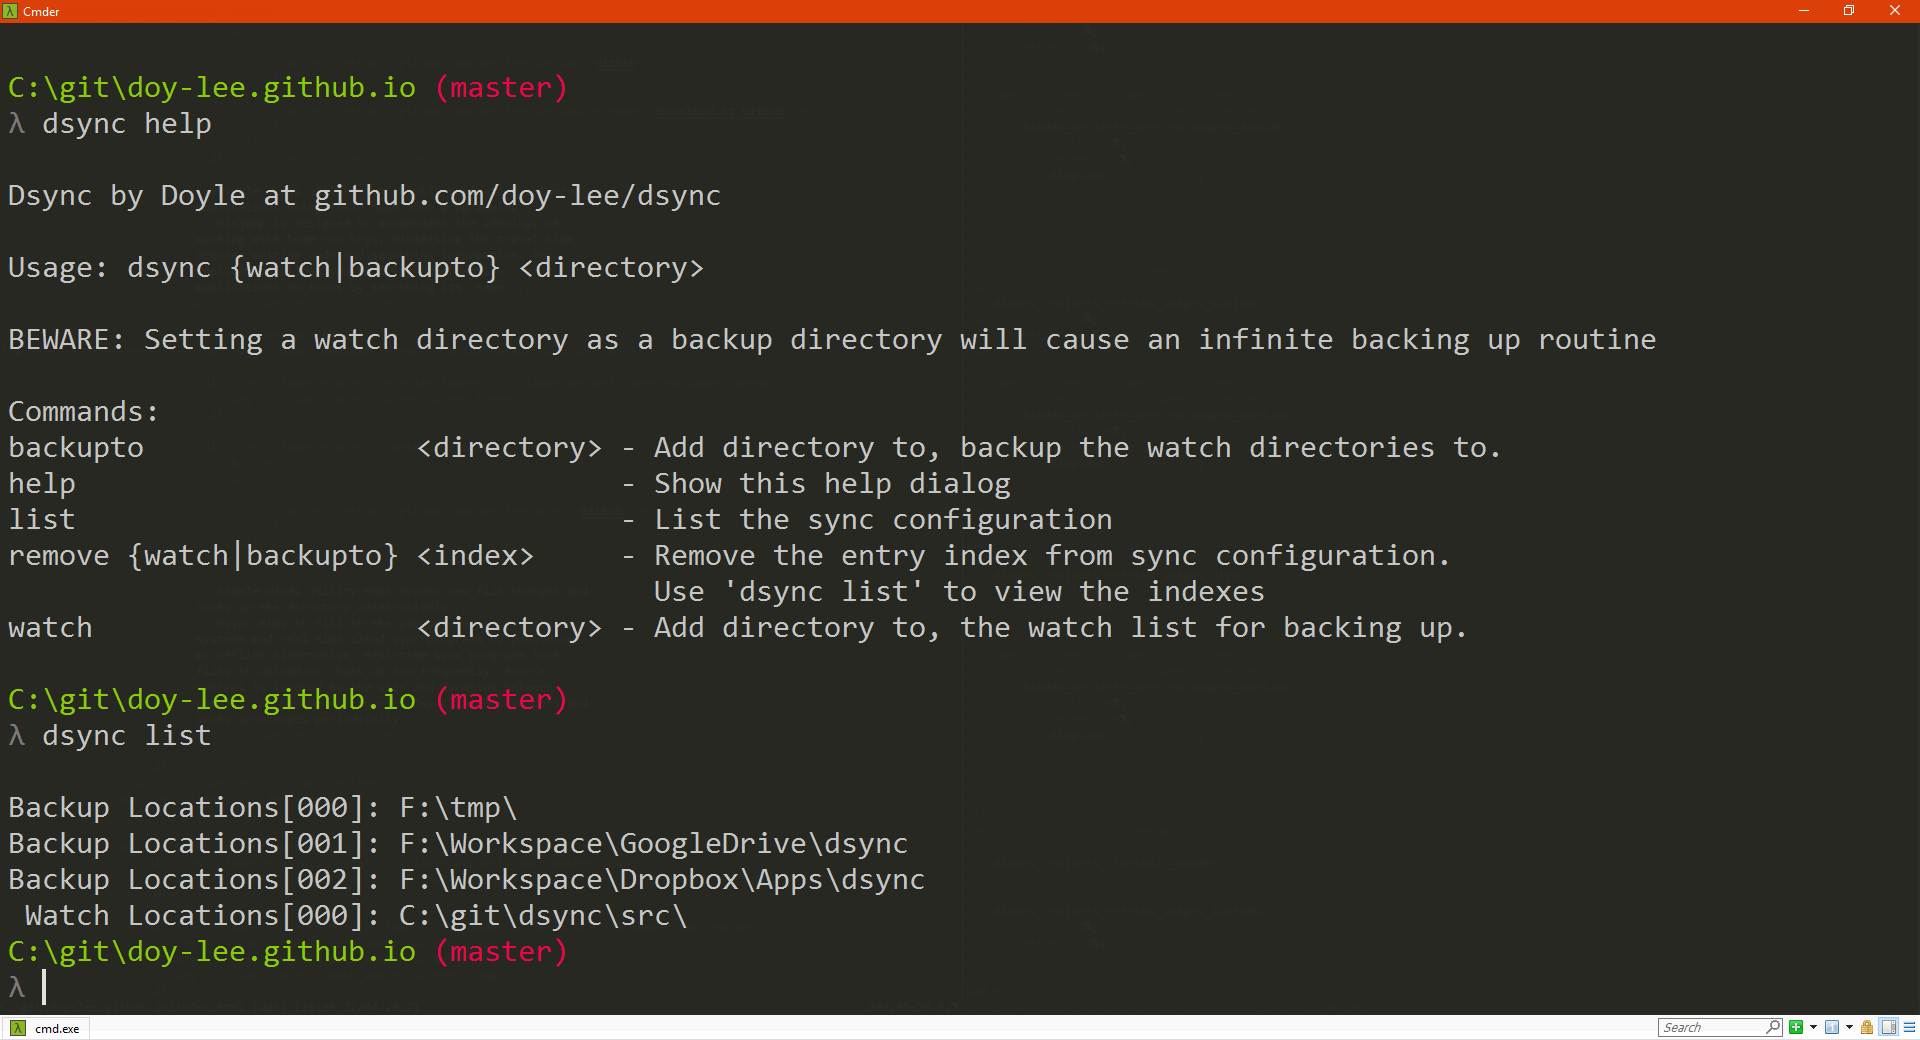 Cmder
C:\git\doy-lee.github.io (master)
λ dsync help
Dsync by Doyle at github.com/doy-lee/dsync
Usage: dsync {watch|backupto} <directory>
BEWARE: Setting a watch directory as a backup directory will cause an infinite backing up routine
Commands:
backupto <directory> - Add directory to, backup the watch directories to.
help - Show this help dialog
list - List the sync configuration
remove {watch|backupto} <index> - Remove the entry index from sync configuration.
Use 'dsync list' to view the indexes
watch <directory> - Add directory to, the watch list for backing up.
C:\git\doy-lee.github.io (master)
λ dsync list
Backup Locations[000]: F:\tmp\
Backup Locations[001]: F:\Workspace\GoogleDrive\dsync
Backup Locations[002]: F:\Workspace\Dropbox\Apps\dsync
Watch Locations[000]: C:\git\dsync\src\
C:\git\doy-lee.github.io (master)
λ
cmd.exe
Search